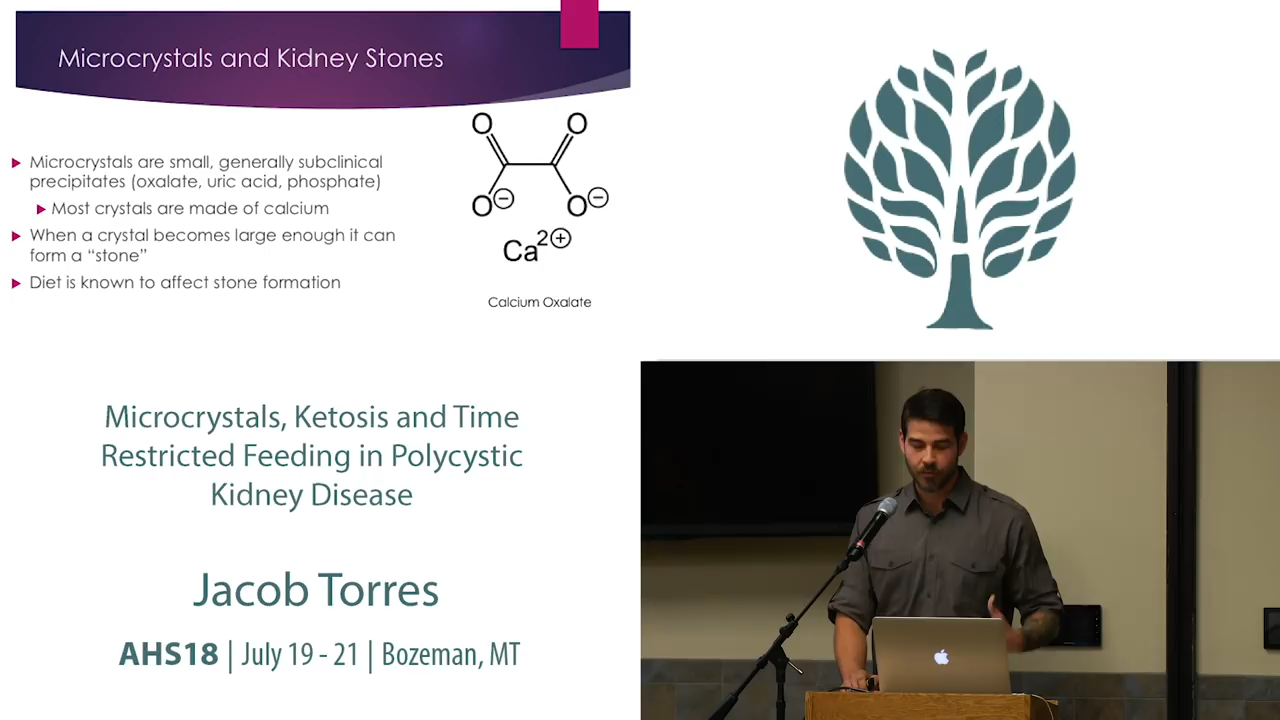 Microcrystals and Kidney Stones
Microcrystals are small, generally subclinical
precipitates (oxalate, uric acid, phosphate)
Most crystals are made of calcium
When a crystal becomes large enough it can
form a “stone”
Diet is known to affect stone formation
O O
O⊖ O⊖
Ca2⊕
Calcium Oxalate
Microcrystals, Ketosis and Time
Restricted Feeding in Polycystic
Kidney Disease
Jacob Torres
AHS18 | July 19 - 21 | Bozeman, MT